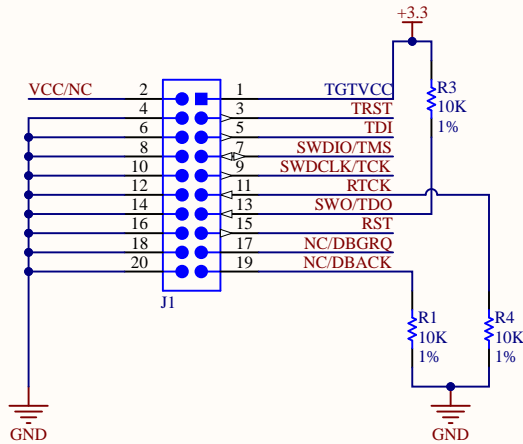 +3.3
VCC/NC 2 1 TGTVCC
4 3 TRST
6 5 TDI
8 7 SWDIO/TMS
10 9 SWDCLK/TCK
12 11 RTCK
14 13 SWO/TDO
16 15 RST
18 17 NC/DBGRQ
20 19 NC/DBACK
J1
R3
10K
1%
R1
10K
1%
R4
10K
1%
GND
GND